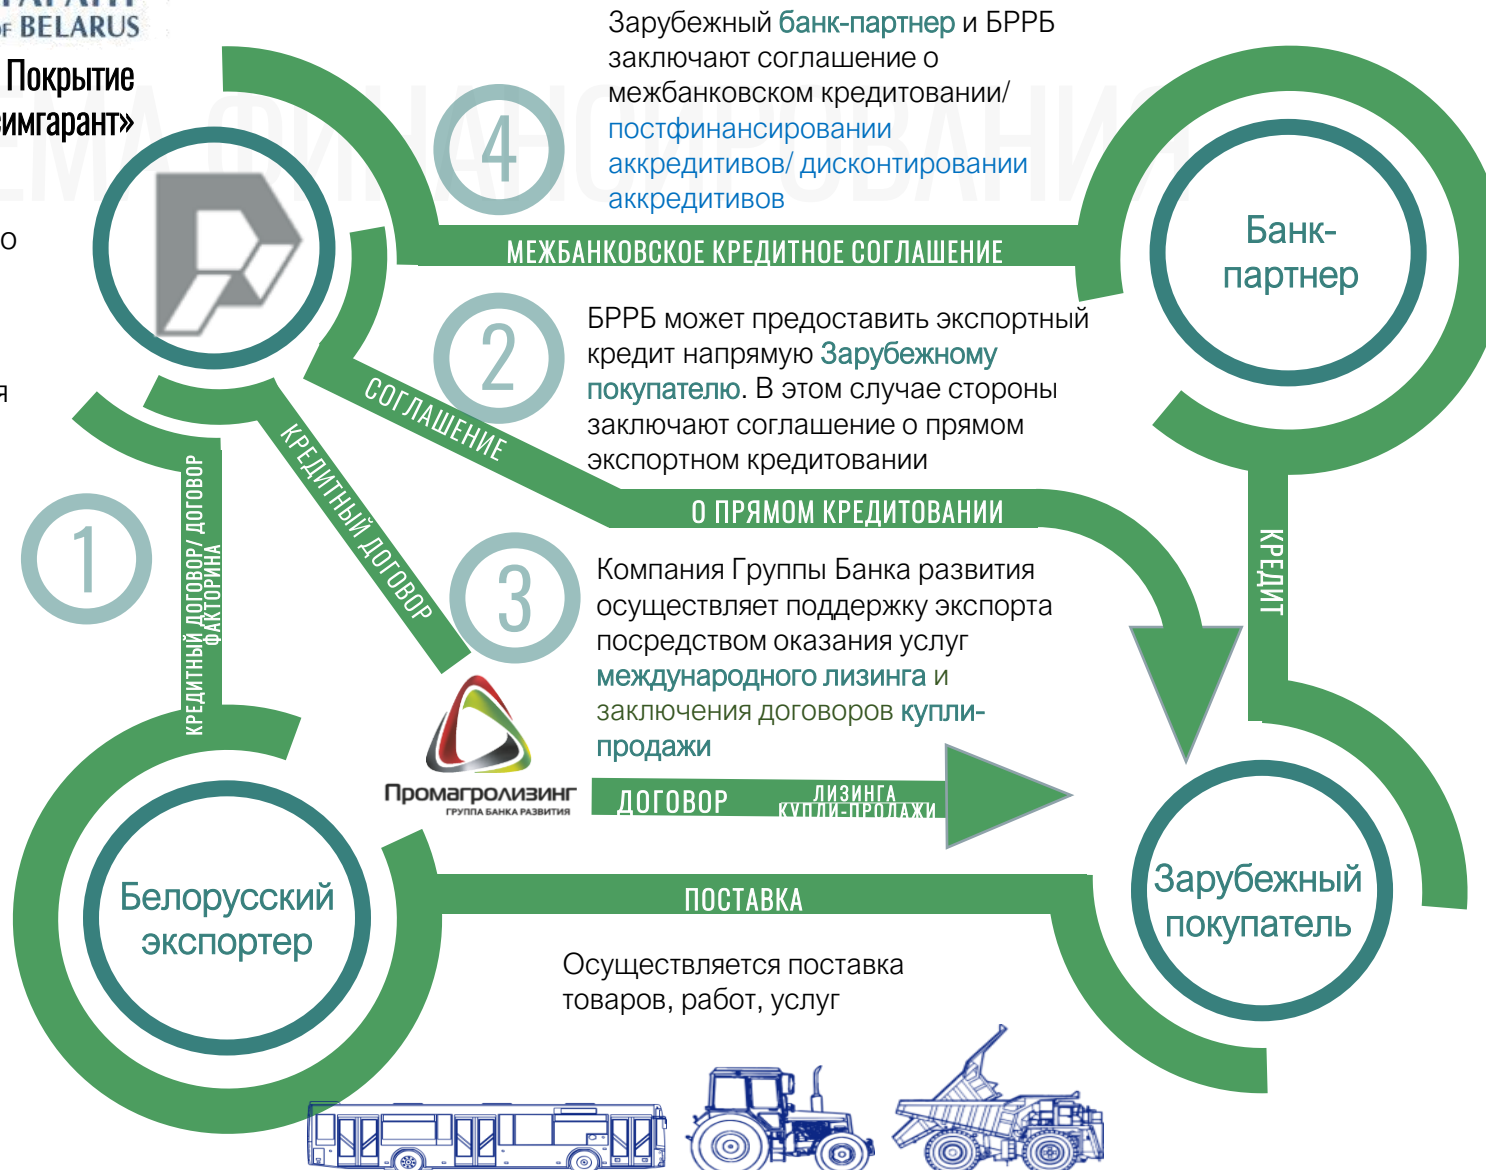 OF BELARUS
Покрытие
4
Зарубежный банк-партнер и БРРБ
заключают соглашение о
межбанковском кредитовании/
постфинансировании
аккредитивов/ дисконтировании
аккредитивов
МЕЖБАНКОВСКОЕ КРЕДИТНОЕ СОГЛАШЕНИЕ
Банк-
партнер
2
БРРБ может предоставить экспортный
кредит напрямую Зарубежному
покупателю. В этом случае стороны
заключают соглашение о прямом
экспортном кредитовании
СОГЛАШЕНИЕ
О ПРЯМОМ КРЕДИТОВАНИИ
КРЕДИТ
1
КРЕДИТНЫЙ ДОГОВОР/ ДОГОВОР
ФАКТОРИНА
КРЕДИТНЫЙ ДОГОВОР
3
Компания Группы Банка развития
осуществляет поддержку экспорта
посредством оказания услуг
международного лизинга и
заключения договоров купли-
продажи
Промагролизинг
ГРУППА БАНКА РАЗВИТИЯ
ДОГОВОР
ЛИЗИНГА
КУПЛИ-ПРОДАЖИ
Белорусский
экспортер
ПОСТАВКА
Зарубежный
покупатель
Осуществляется поставка
товаров, работ, услуг